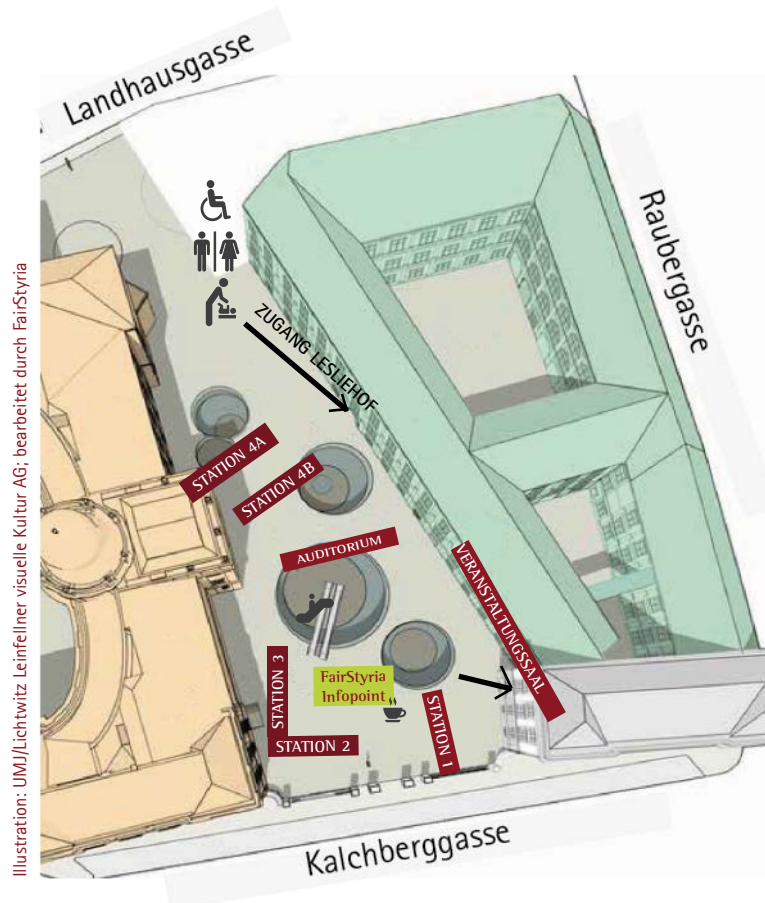 Landhausgasse
Raubergasse
ZUGANG LESLIEHOF
STATION 4A
STATION 4B
AUDITORIUM
VERANSTALTUNGSSAAL
STATION 3
FairStyria
Infopoint
STATION 2
STATION 1
Kalchberggasse
Illustration: UMJ/Lichtwitz Leinfellner visuelle Kultur AG; bearbeitet durch FairStyria